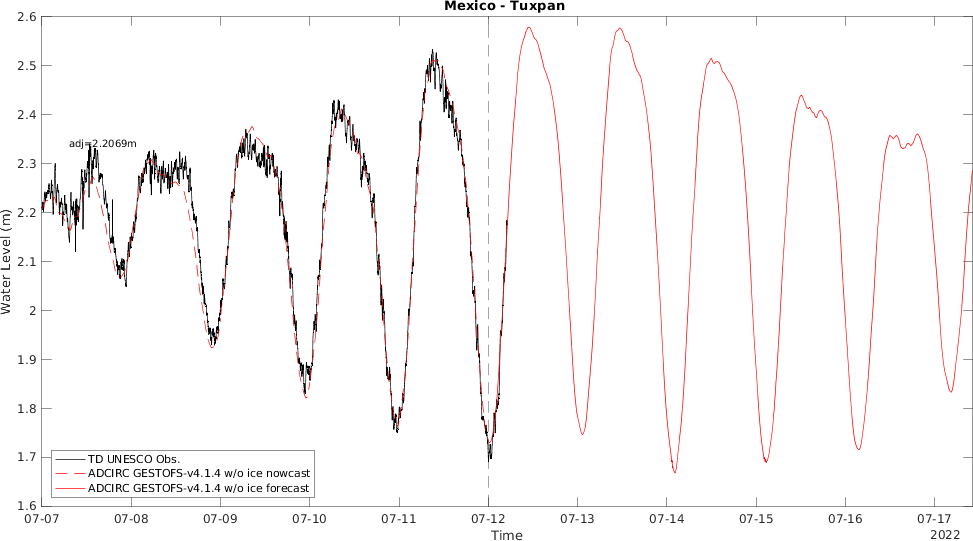 Mexico - Tuxpan
2.6
2.5
2.4
2.3
2.2
2.1
2
1.9
1.8
1.7
1.6
Water Level (m)
adj=2.2069m
TD UNESCO Obs.
ADCIRC GESTOFS-v4.1.4 w/o ice nowcast
ADCIRC GESTOFS-v4.1.4 w/o ice forecast
07-07 07-08 07-09 07-10 07-11 07-12 07-13 07-14 07-15 07-16 07-17
Time
2022